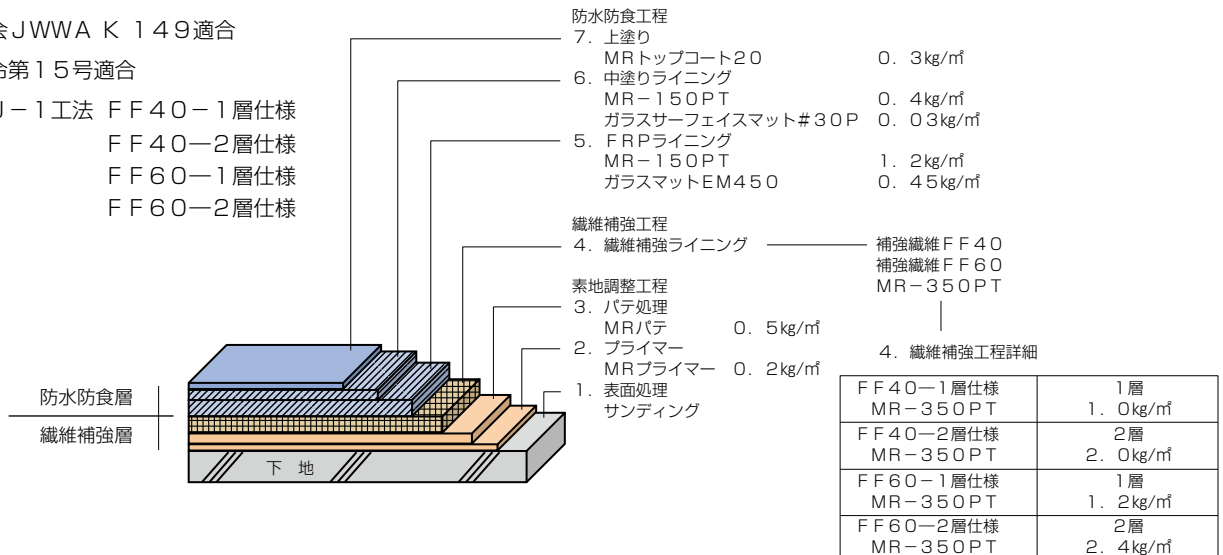 会JWWA K 149適合
令第15号適合
J－1工法 FF40－1層仕様
FF40―2層仕様
FF60―1層仕様
FF60―2層仕様
防水防食工程
7．上塗り
MRトップコート20 0．3kg/㎡
6．中塗りライニング
MR－150PT 0．4kg/㎡
ガラスサーフェイスマット#30P 0．03kg/㎡
5．FRPライニング
MR－150PT 1．2kg/㎡
ガラスマットEM450 0．45kg/㎡
繊維補強工程
4．繊維補強ライニング
補強繊維FF40
補強繊維FF60
MR－350PT
素地調整工程
3．パテ処理
MRパテ 0．5kg/㎡
2．プライマー
MRプライマー 0．2kg/㎡
1．表面処理
サンディング
防水防食層
繊維補強層
下 地
4．繊維補強工程詳細
FF40―1層仕様 1層
MR－350PT 1．0kg/㎡
FF40―2層仕様 2層
MR－350PT 2．0kg/㎡
FF60－1層仕様 1層
MR－350PT 1．2kg/㎡
FF60―2層仕様 2層
MR－350PT 2．4kg/㎡